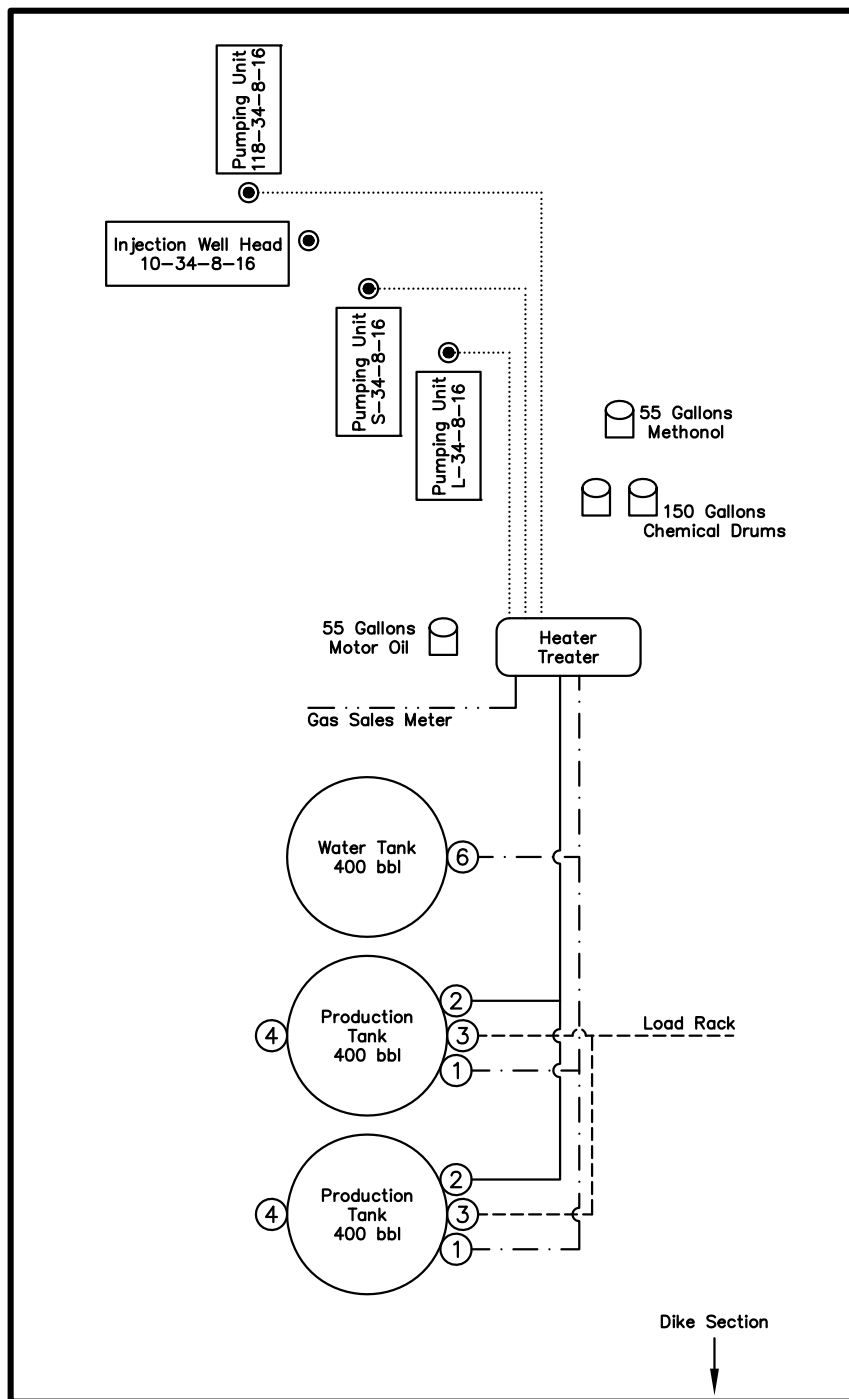 Pumping Unit
118-34-8-16
Injection Well Head
10-34-8-16
Pumping Unit
S-34-8-16
Pumping Unit
L-34-8-16
55 Gallons
Methonol
150 Gallons
Chemical Drums
55 Gallons
Motor Oil
Heater
Treater
Gas Sales Meter
Water Tank
400 bbl
6
2
4
Production
Tank
400 bbl
3
Load Rack
1
2
4
Production
Tank
400 bbl
3
1
Dike Section